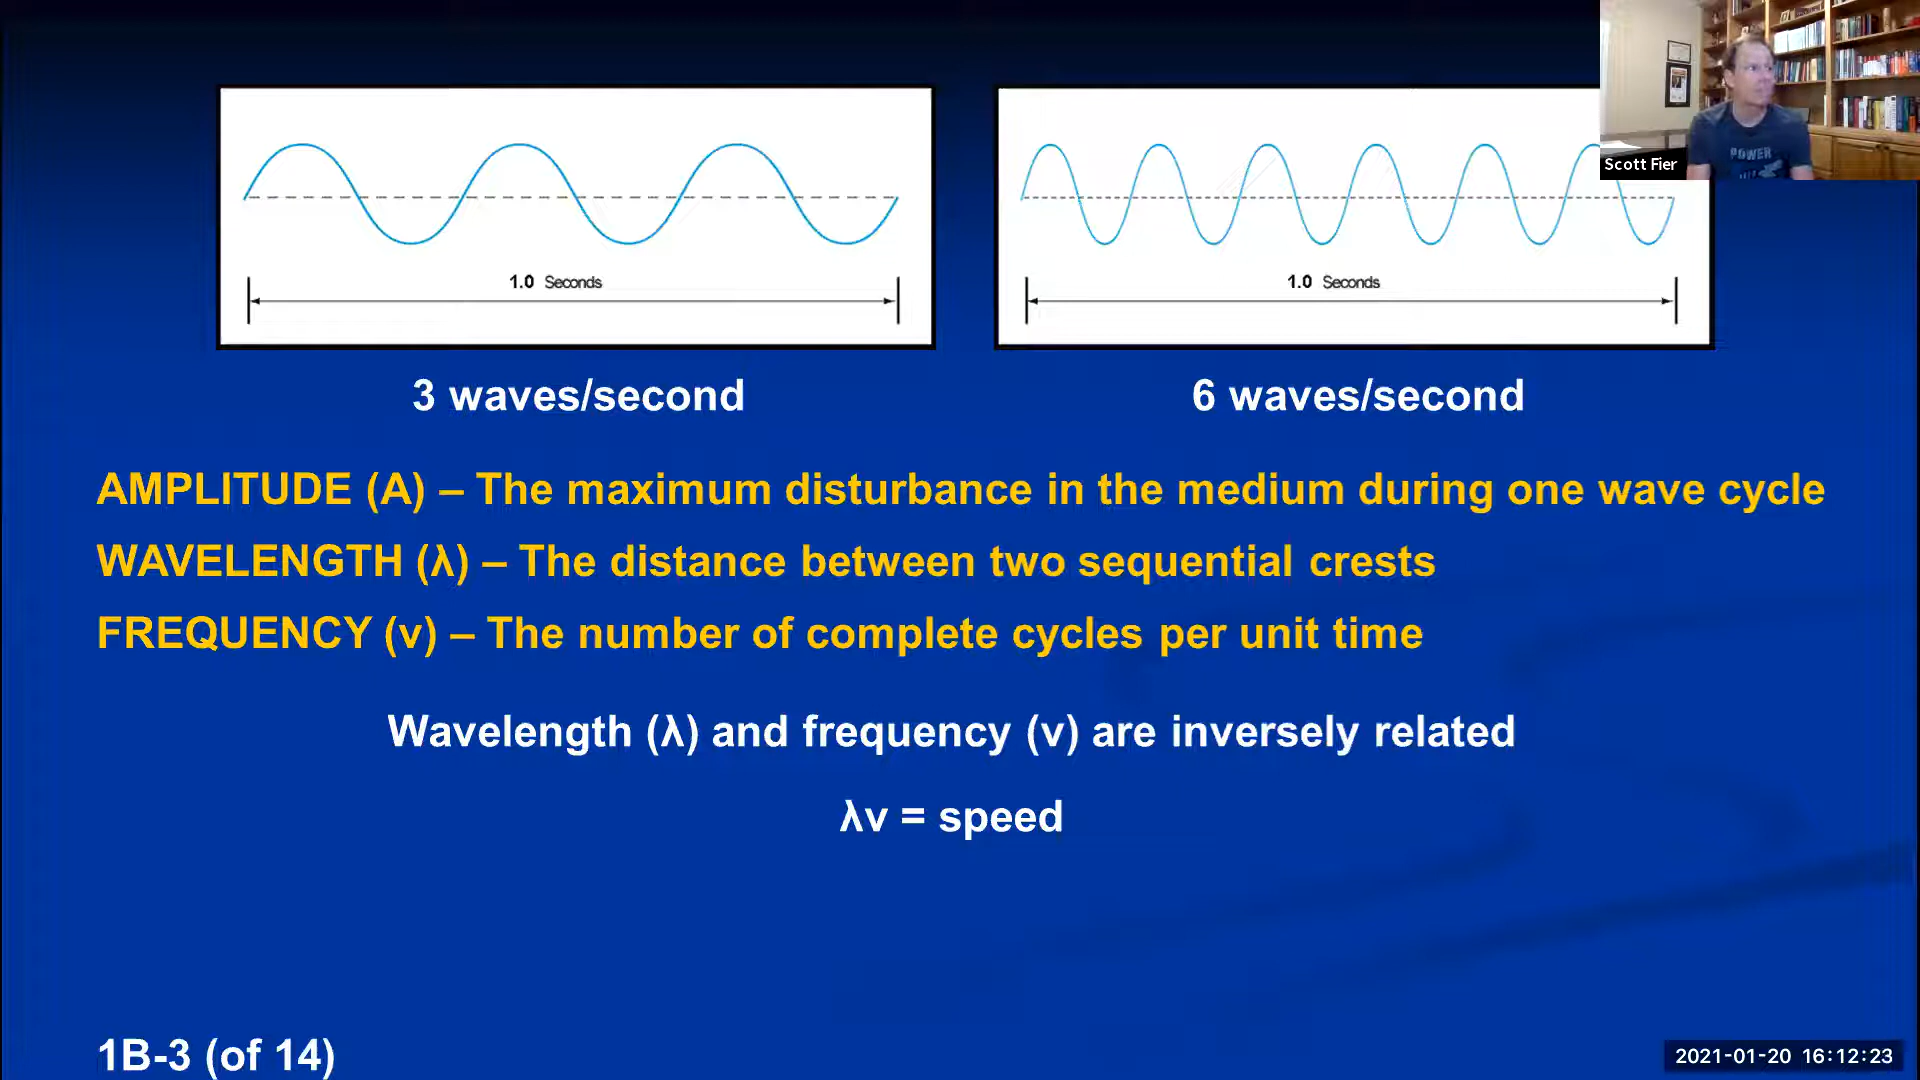 1.0 Seconds
1.0 Seconds
POWER
Scott Fier
3 waves/second
6 waves/second
AMPLITUDE (A) – The maximum disturbance in the medium during one wave cycle
WAVELENGTH (λ) – The distance between two sequential crests
FREQUENCY (ν) – The number of complete cycles per unit time
Wavelength (λ) and frequency (ν) are inversely related
λν = speed
1B-3 (of 14)
2021-01-20 16:12:23